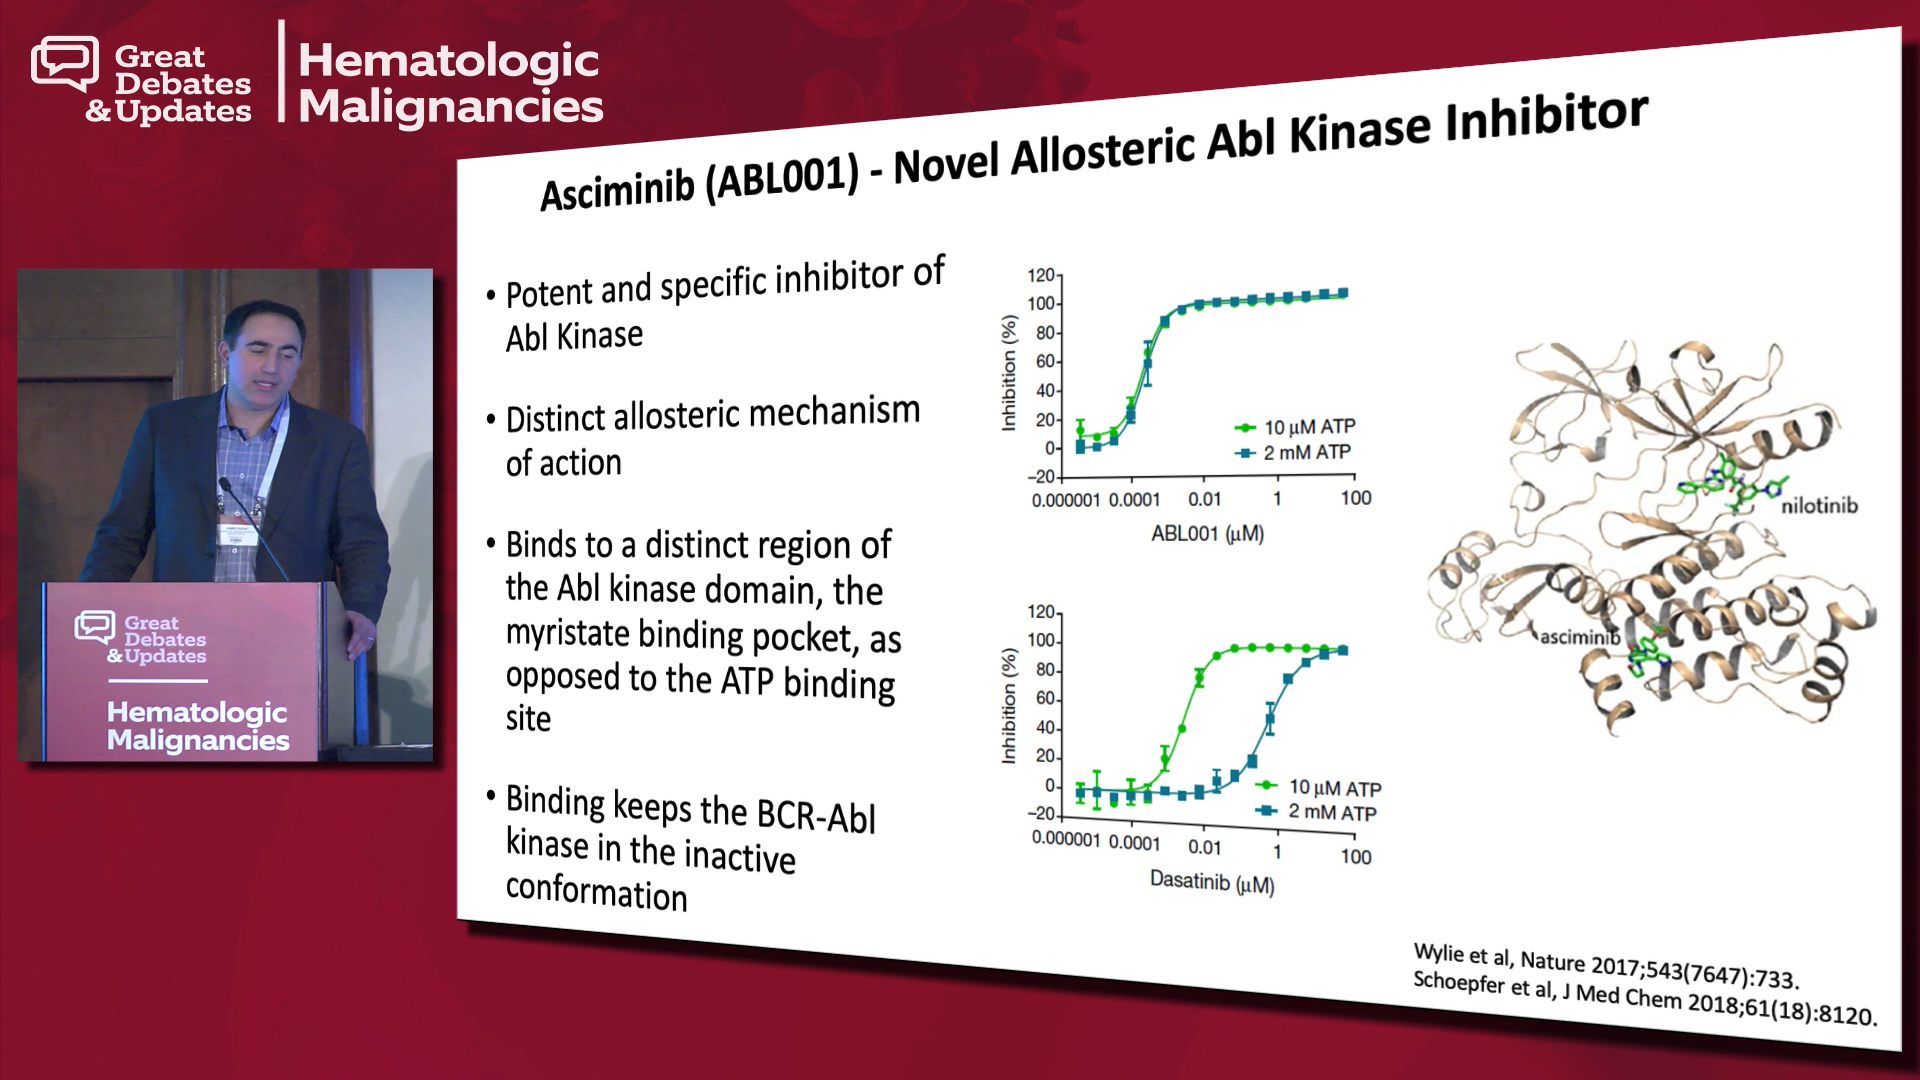 Great
Debates
& Updates
Hematologic
Malignancies
Asciminib (ABL001) - Novel Allosteric Abl Kinase Inhibitor
• Potent and specific inhibitor of
Abl Kinase
• Distinct allosteric mechanism
of action
• Binds to a distinct region of
the Abl kinase domain, the
myristate binding pocket, as
opposed to the ATP binding
site
• Binding keeps the BCR-Abl
kinase in the inactive
conformation
120
100
80
60
40
20
0
−20
Inhibition (%)
10 µM ATP
2 mM ATP
0.000001 0.0001 0.01 1 100
ABL001 (µM)
120
100
80
60
40
20
0
−20
Inhibition (%)
10 µM ATP
2 mM ATP
0.000001 0.0001 0.01 1 100
Dasatinib (µM)
nilotinib
asciminib
Wylie et al, Nature 2017;543(7647):733.
Schoepfer et al, J Med Chem 2018;61(18):8120.
Great
Debates
& Updates
Hematologic
Malignancies